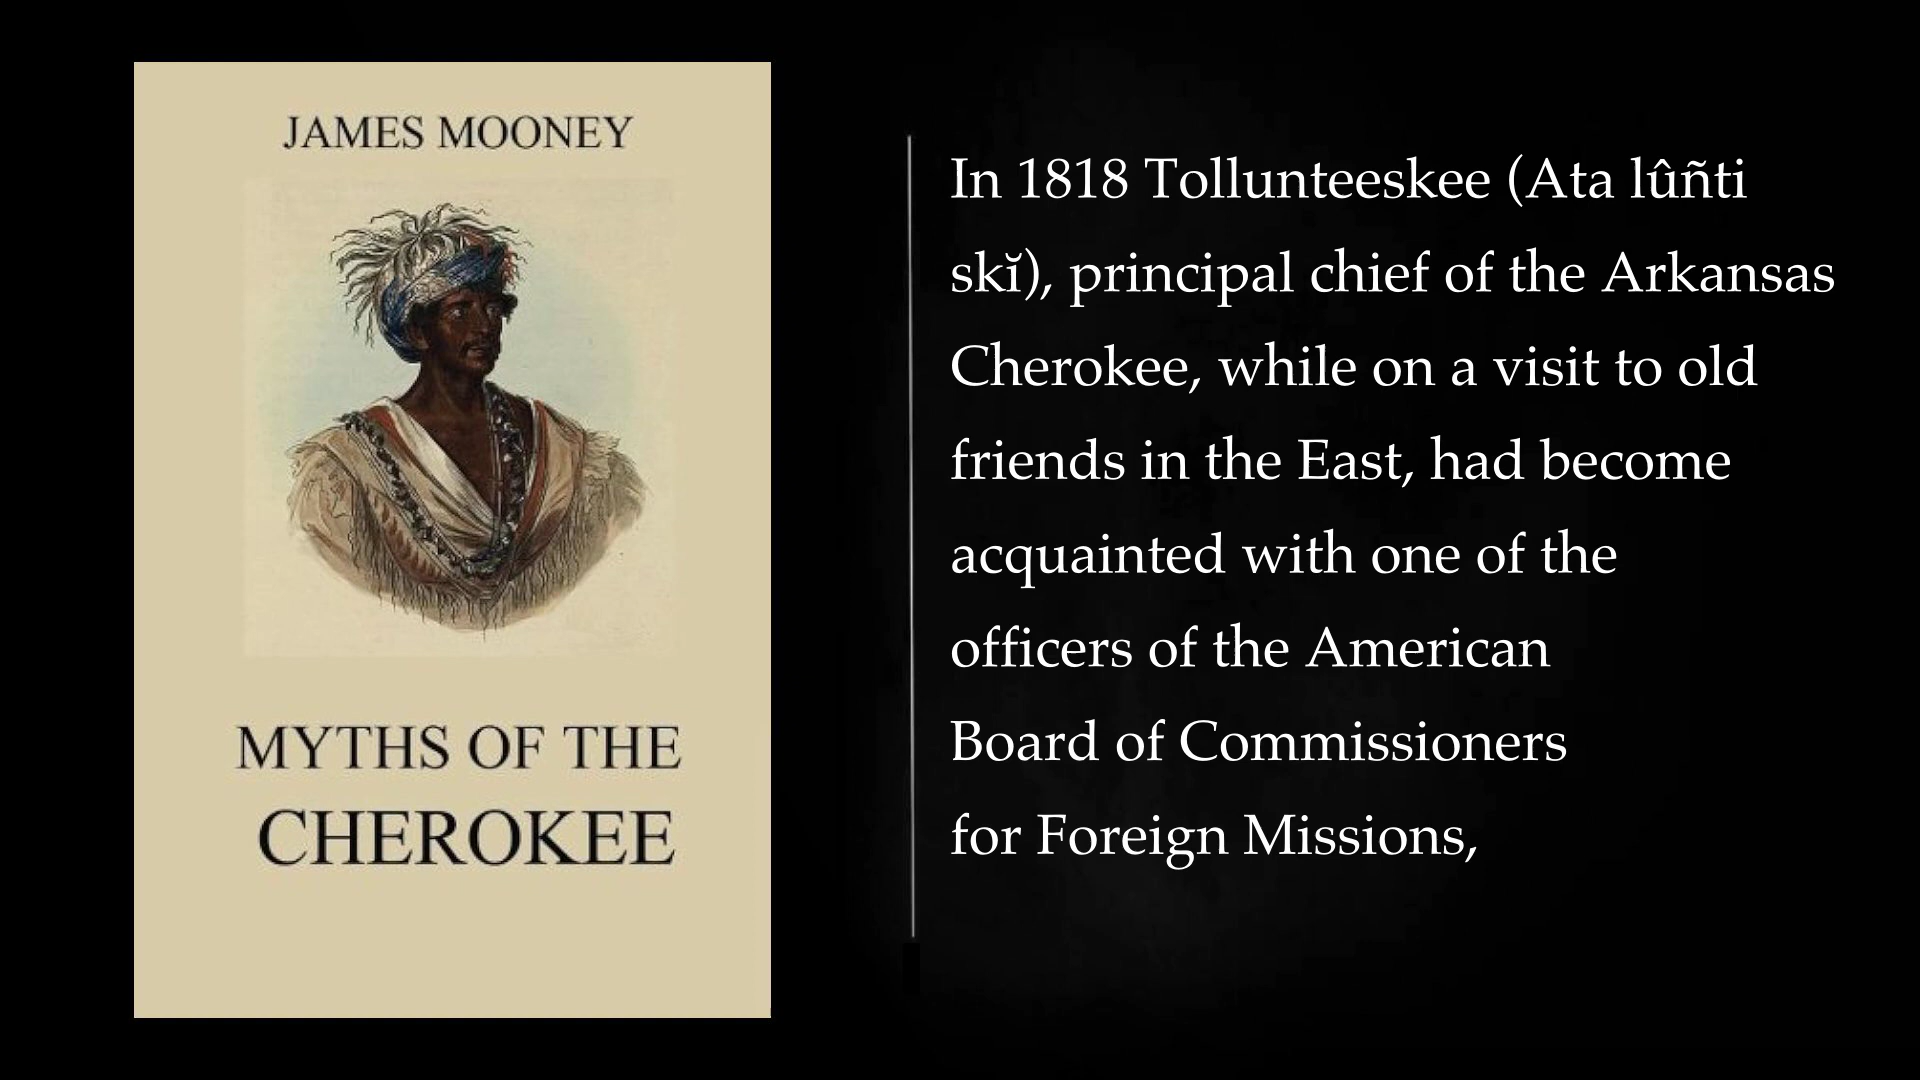 JAMES MOONEY
MYTHS OF THE
CHEROKEE
In 1818 Tollunteeskee (Ata lûñti
skĭ), principal chief of the Arkansas
Cherokee, while on a visit to old
friends in the East, had become
acquainted with one of the
officers of the American
Board of Commissioners
for Foreign Missions,